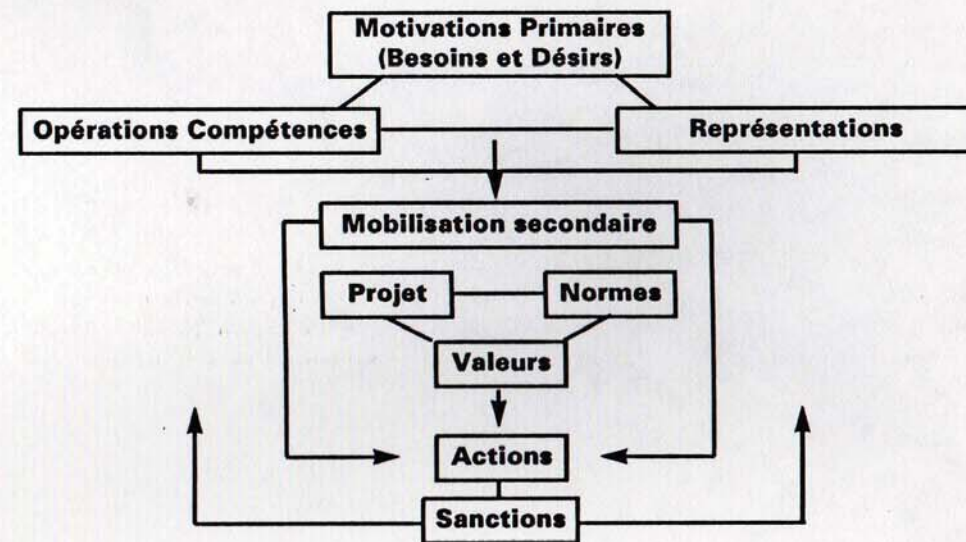 Motivations Primaires
(Besoins et Désirs)
Opérations Compétences
Représentations
Mobilisation secondaire
Projet
Normes
Valeurs
Actions
Sanctions